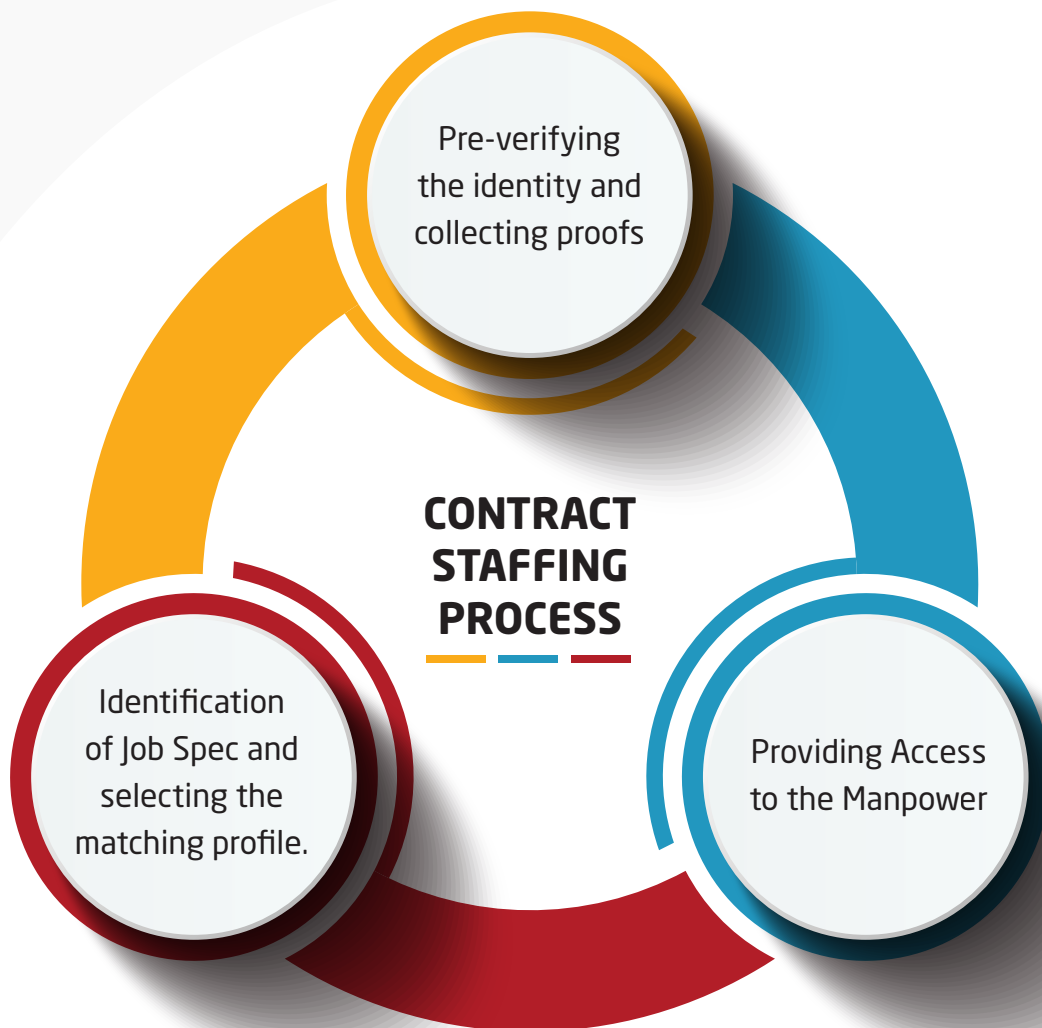 Pre-verifying
the identity and
collecting proofs
CONTRACT
STAFFING
PROCESS
Identification
of Job Spec and
selecting the
matching profile.
Providing Access
to the Manpower